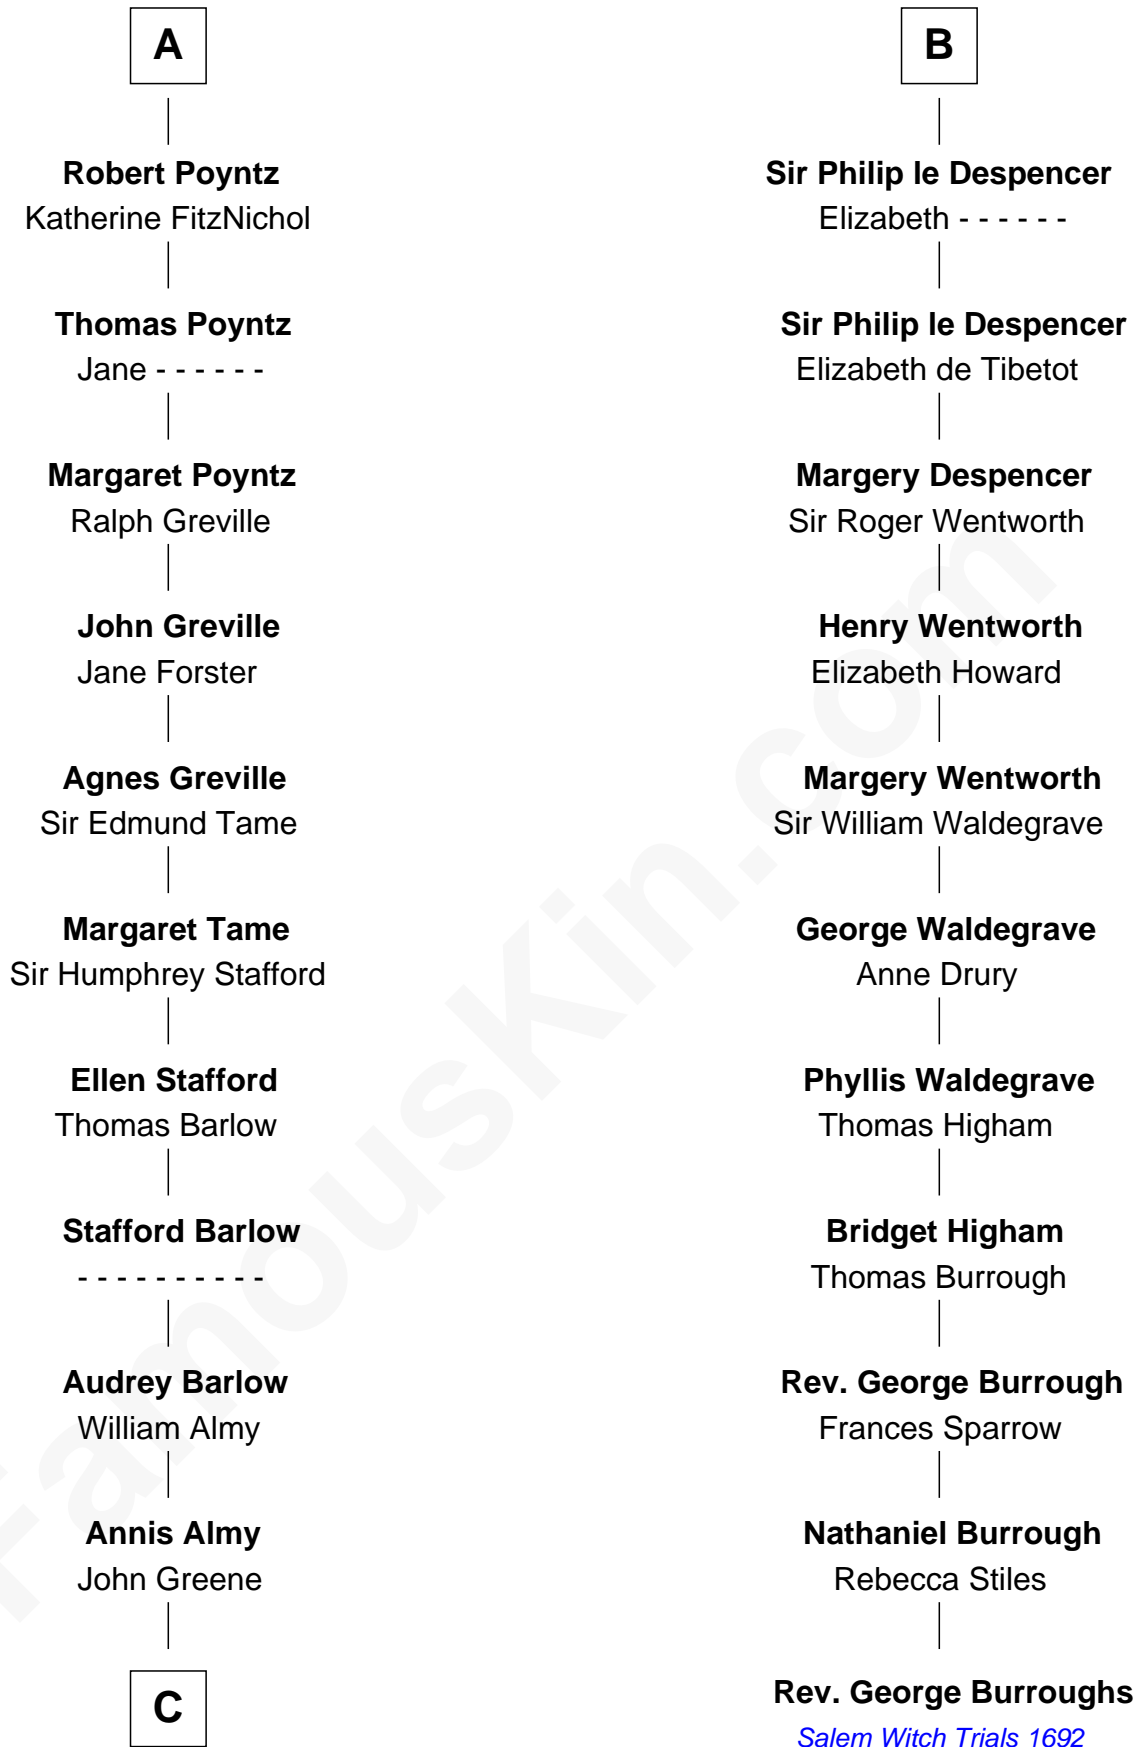 A
Robert Poyntz
Katherine FitzNichol
Thomas Poyntz
Jane - - - - - -
Margaret Poyntz
Ralph Greville
John Greville
Jane Forster
Agnes Greville
Sir Edmund Tame
Margaret Tame
Sir Humphrey Stafford
Ellen Stafford
Thomas Barlow
Stafford Barlow
- - - - - - - - - -
Audrey Barlow
William Almy
Annis Almy
John Greene
C
B
Sir Philip le Despencer
Elizabeth - - - - - -
Sir Philip le Despencer
Elizabeth de Tibetot
Margery Despencer
Sir Roger Wentworth
Henry Wentworth
Elizabeth Howard
Margery Wentworth
Sir William Waldegrave
George Waldegrave
Anne Drury
Phyllis Waldegrave
Thomas Higham
Bridget Higham
Thomas Burrough
Rev. George Burrough
Frances Sparrow
Nathaniel Burrough
Rebecca Stiles
Rev. George Burroughs
Salem Witch Trials 1692
FamousKin.com